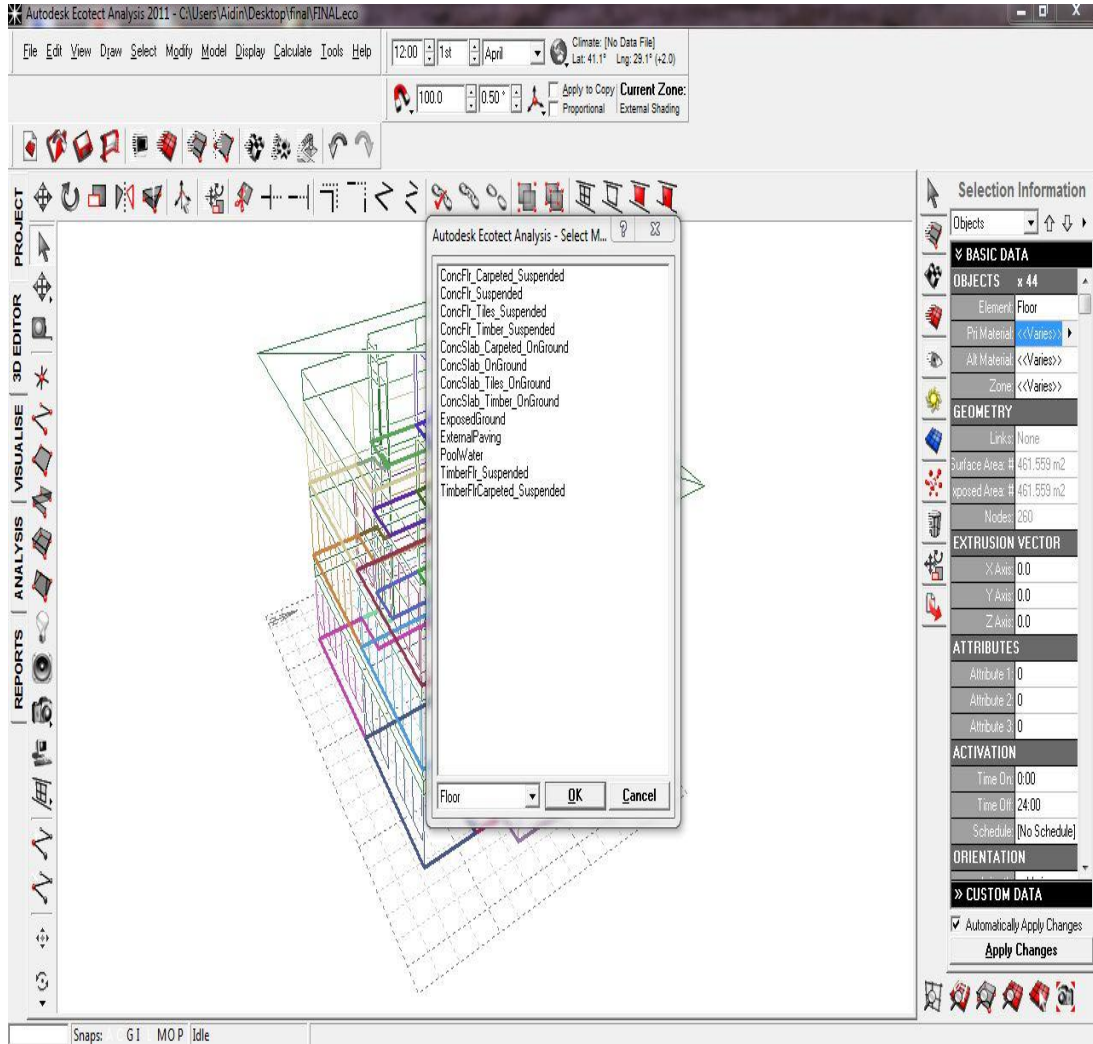 Autodesk Ecotect Analysis 2011 - C:\Users\Aidin\Desktop\final\FINAL.eco
File Edit View Draw Select Modify Model Display Calculate Tools Help
12:00 1st April Climate: [No Data File]
Lat: 41.1° Lng: 29.1° (+2.0)
100.0 0.50 ° Apply to Copy Current Zone:
Proportional External Shading
PROJECT
3D EDITOR
VISUALISE
ANALYSIS
REPORTS
Autodesk Ecotect Analysis - Select M...
ConcFlr_Carpeted_Suspended
ConcFlr_Suspended
ConcFlr_Tiles_Suspended
ConcFlr_Timber_Suspended
ConcSlab_Carpeted_OnGround
ConcSlab_OnGround
ConcSlab_Tiles_OnGround
ConcSlab_Timber_OnGround
ExposedGround
ExternalPaving
PoolWater
TimberFlr_Suspended
TimberFlrCarpeted_Suspended
Floor OK Cancel
Selection Information
Objects
BASIC DATA
OBJECTS x 44
Element: Floor
Pri Material: <<Varies>>
Alt Material: <<Varies>>
Zone: <<Varies>>
GEOMETRY
Links: None
Surface Area: # 461.559 m2
xposed Area: # 461.559 m2
Nodes: 260
EXTRUSION VECTOR
X Axis: 0.0
Y Axis: 0.0
Z Axis: 0.0
ATTRIBUTES
Attribute 1: 0
Attribute 2: 0
Attribute 3: 0
ACTIVATION
Time On: 0:00
Time Off: 24:00
Schedule: [No Schedule]
ORIENTATION
» CUSTOM DATA
Automatically Apply Changes
Apply Changes
Snaps: G I M O P Idle